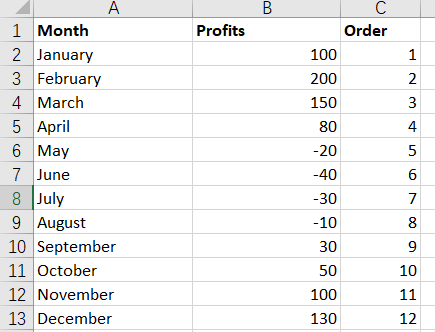 A B C
1 Month Profits Order
2 January 100 1
3 February 200 2
4 March 150 3
5 April 80 4
6 May -20 5
7 June -40 6
8 July -30 7
9 August -10 8
10 September 30 9
11 October 50 10
12 November 100 11
13 December 130 12